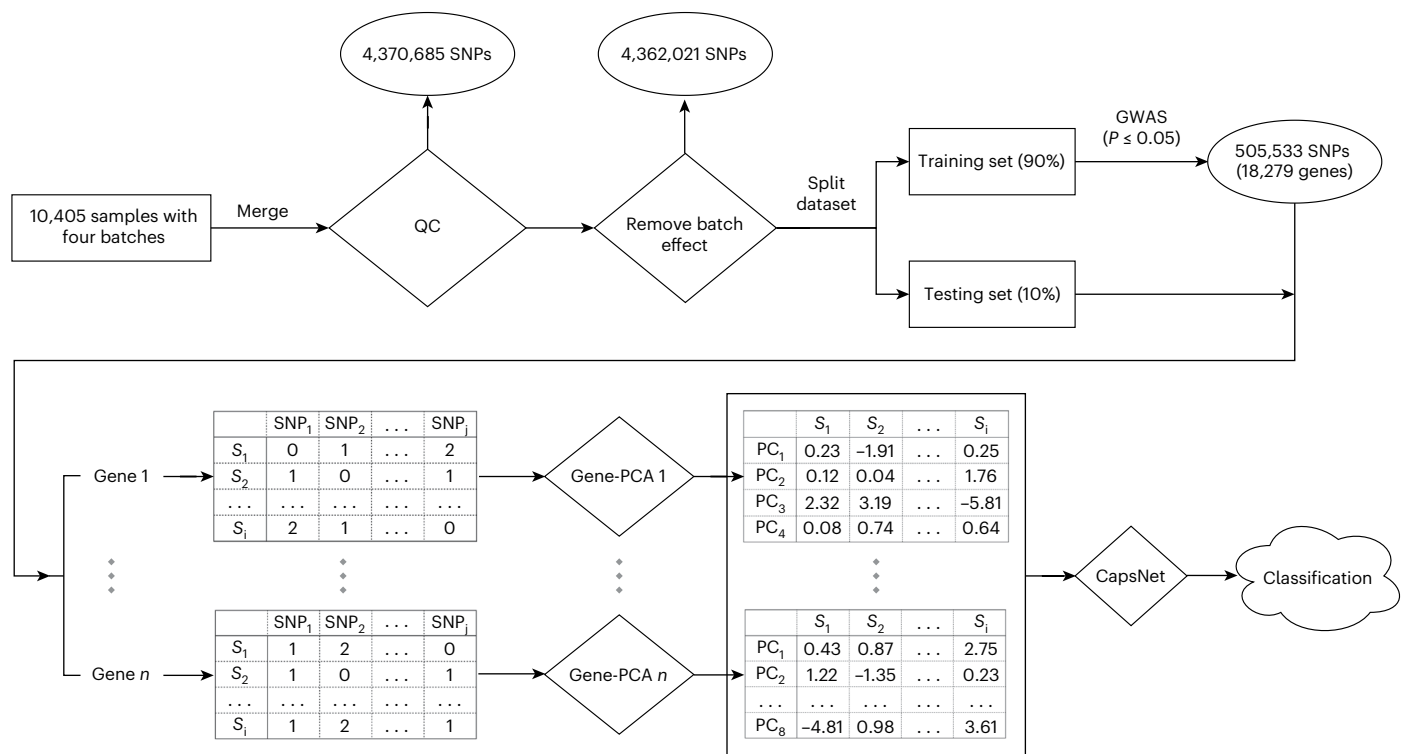 4,370,685 SNPs
4,362,021 SNPs
10,405 samples with
four batches
Merge
QC
Remove batch
effect
Split
dataset
Training set (90%)
Testing set (10%)
GWAS
(P ≤ 0.05)
505,533 SNPs
(18,279 genes)
Gene 1
SNP1 SNP2 . . . SNPj
S1 0 1 . . . 2
S2 1 0 . . . 1
. . . . . . . . . . . . . . .
Si 2 1 . . . 0
Gene-PCA 1
S1 S2 . . . Si
PC1 0.23 –1.91 . . . 0.25
PC2 0.12 0.04 . . . 1.76
PC3 2.32 3.19 . . . –5.81
PC4 0.08 0.74 . . . 0.64
Gene n
SNP1 SNP2 . . . SNPj
S1 1 2 . . . 0
S2 1 0 . . . 1
. . . . . . . . . . . . . . .
Si 1 2 . . . 1
Gene-PCA n
S1 S2 . . . Si
PC1 0.43 0.87 . . . 2.75
PC2 1.22 –1.35 . . . 0.23
. . . . . . . . . . . . . . .
PC8 –4.81 0.98 . . . 3.61
CapsNet
Classification